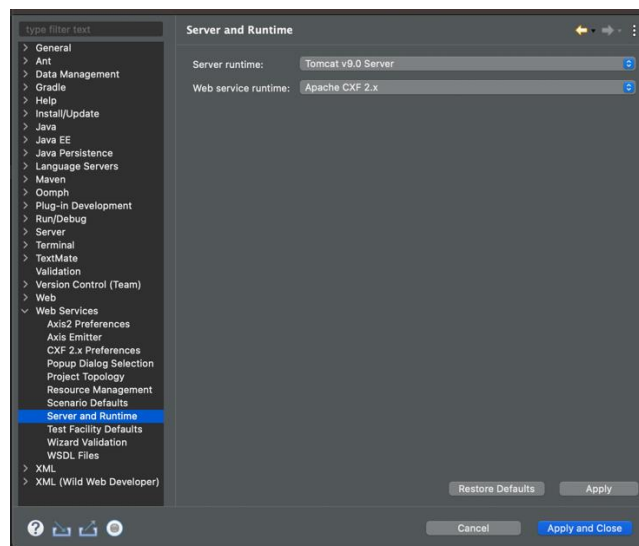 type filter text
General
Ant
Data Management
Gradle
Help
Install/Update
Java
Java EE
Java Persistence
Language Servers
Maven
Oomph
Plug-in Development
Run/Debug
Server
Terminal
TextMate
Validation
Version Control (Team)
Web
Web Services
Axis2 Preferences
Axis Emitter
CXF 2.x Preferences
Popup Dialog Selection
Project Topology
Resource Management
Scenario Defaults
Server and Runtime
Test Facility Defaults
Wizard Validation
WSDL Files
XML
XML (Wild Web Developer)
Server and Runtime
Server runtime: Tomcat v9.0 Server
Web service runtime: Apache CXF 2.x
Restore Defaults Apply
Cancel Apply and Close